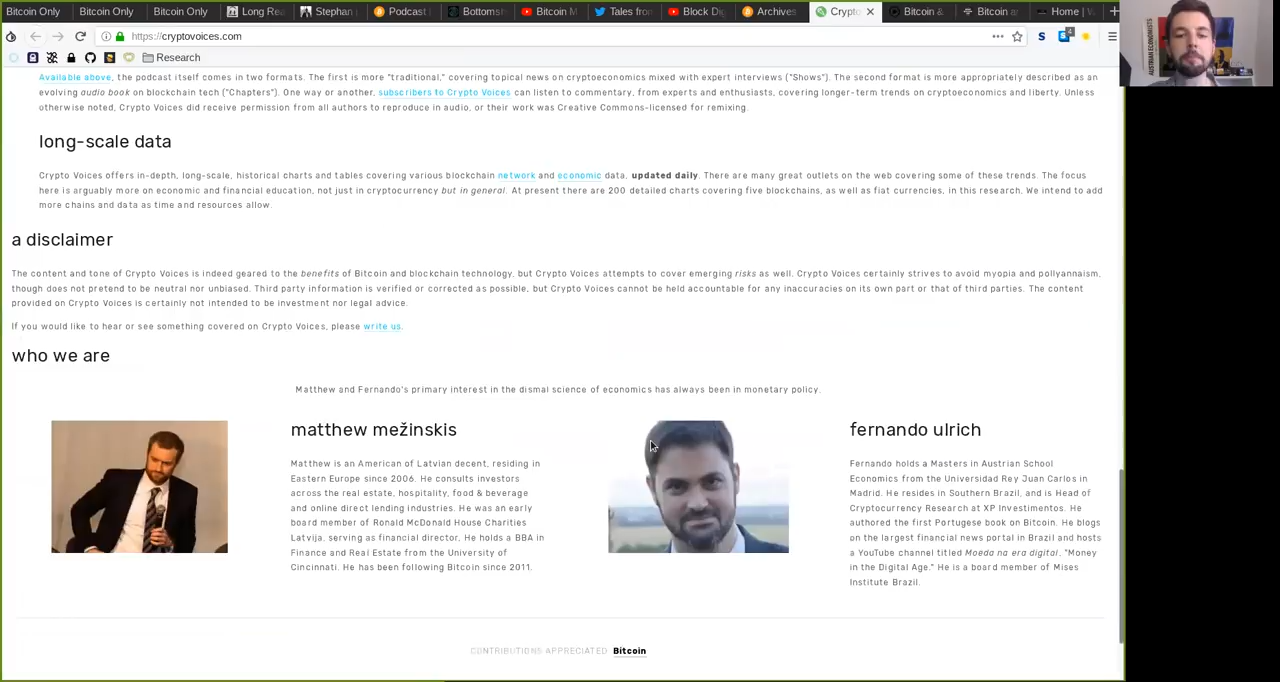 Bitcoin Only
Bitcoin Only
Bitcoin Only
Long Rea
Stephan
Podcast
Bottomsh
Bitcoin M
Tales from
Block Dig
Archives
Crypto
Bitcoin &
Bitcoin a
Home | W
https://cryptovoices.com
S
4
Research
Available above, the podcast itself comes in two formats. The first is more "traditional," covering topical news on cryptoeconomics mixed with expert interviews ("Shows"). The second format is more appropriately described as an
evolving audio book on blockchain tech ("Chapters"). One way or another, subscribers to Crypto Voices can listen to commentary, from experts and enthusiasts, covering longer-term trends on cryptoeconomics and liberty. Unless
otherwise noted, Crypto Voices did receive permission from all authors to reproduce in audio, or their work was Creative Commons-licensed for remixing.
long-scale data
Crypto Voices offers in-depth, long-scale, historical charts and tables covering various blockchain network and economic data, updated daily. There are many great outlets on the web covering some of these trends. The focus
here is arguably more on economic and financial education, not just in cryptocurrency but in general. At present there are 200 detailed charts covering five blockchains, as well as fiat currencies, in this research. We intend to add
more chains and data as time and resources allow.
a disclaimer
The content and tone of Crypto Voices is indeed geared to the benefits of Bitcoin and blockchain technology, but Crypto Voices attempts to cover emerging risks as well. Crypto Voices certainly strives to avoid myopia and pollyannaism,
though does not pretend to be neutral nor unbiased. Third party information is verified or corrected as possible, but Crypto Voices cannot be held accountable for any inaccuracies on its own part or that of third parties. The content
provided on Crypto Voices is certainly not intended to be investment nor legal advice.
If you would like to hear or see something covered on Crypto Voices, please write us.
who we are
Matthew and Fernando's primary interest in the dismal science of economics has always been in monetary policy.
matthew mežinskis
Matthew is an American of Latvian decent, residing in
Eastern Europe since 2006. He consults investors
across the real estate, hospitality, food & beverage
and online direct lending industries. He was an early
board member of Ronald McDonald House Charities
Latvija, serving as financial director. He holds a BBA in
Finance and Real Estate from the University of
Cincinnati. He has been following Bitcoin since 2011.
fernando ulrich
Fernando holds a Masters in Austrian School
Economics from the Universidad Rey Juan Carlos in
Madrid. He resides in Southern Brazil, and is Head of
Cryptocurrency Research at XP Investimentos. He
authored the first Portugese book on Bitcoin. He blogs
on the largest financial news portal in Brazil and hosts
a YouTube channel titled Moeda na era digital, "Money
in the Digital Age." He is a board member of Mises
Institute Brazil.
CONTRIBUTIONS APPRECIATED: Bitcoin
AUSTRIAN ECONOMISTS